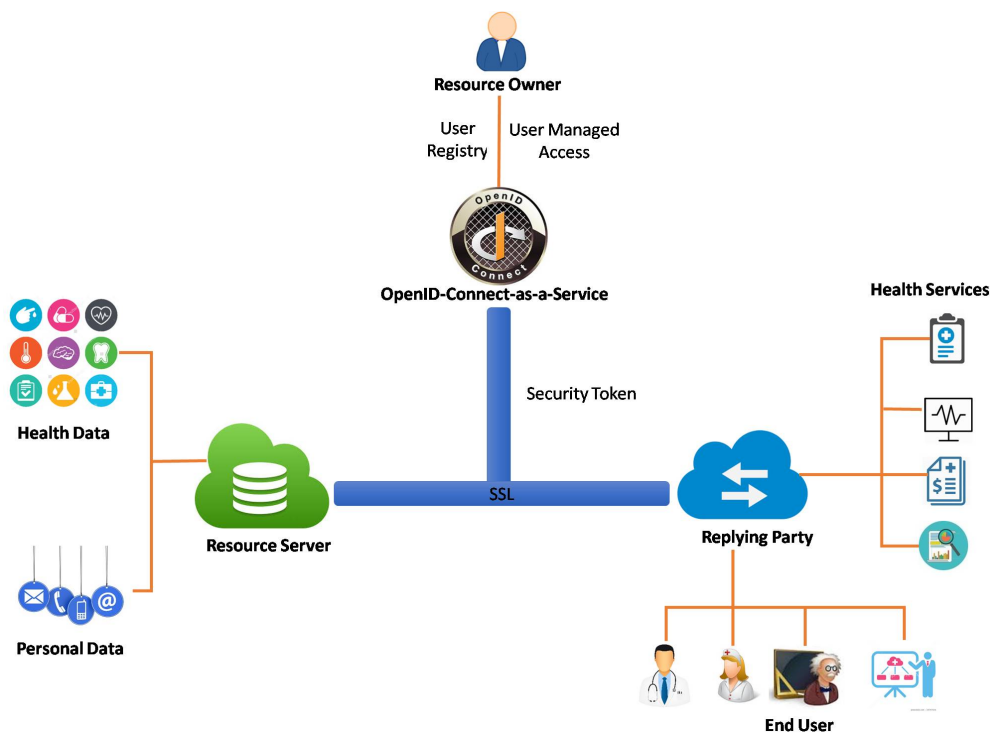 Resource Owner
User
Registry
User Managed
Access
OpenID
Connect
OpenID-Connect-as-a-Service
Health Services
Security Token
Health Data
SSL
Resource Server
Replying Party
@
Personal Data
End User